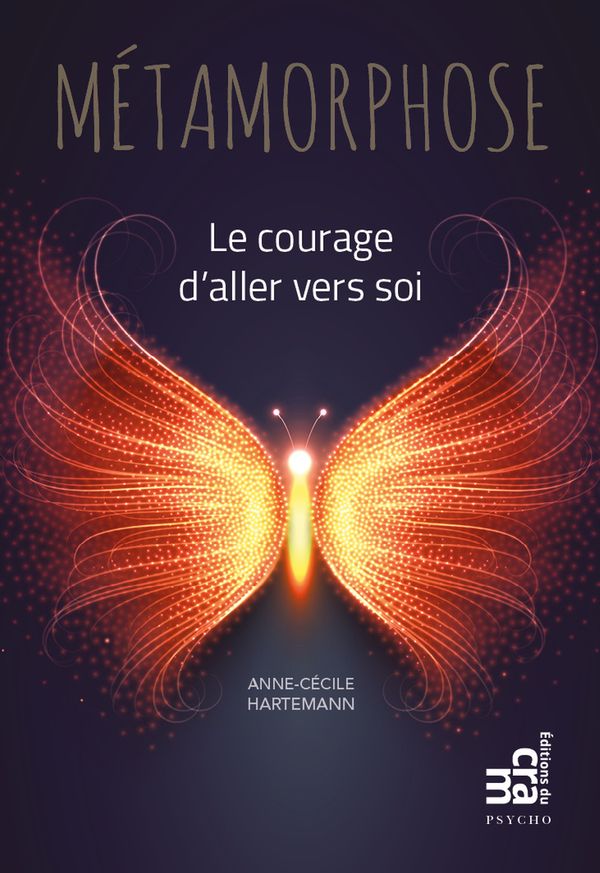 MÉTAMORPHOSE
Le courage
d'aller vers soi
ANNE-CÉCILE
HARTEMANN
Éditions du
cram
PSYCHO